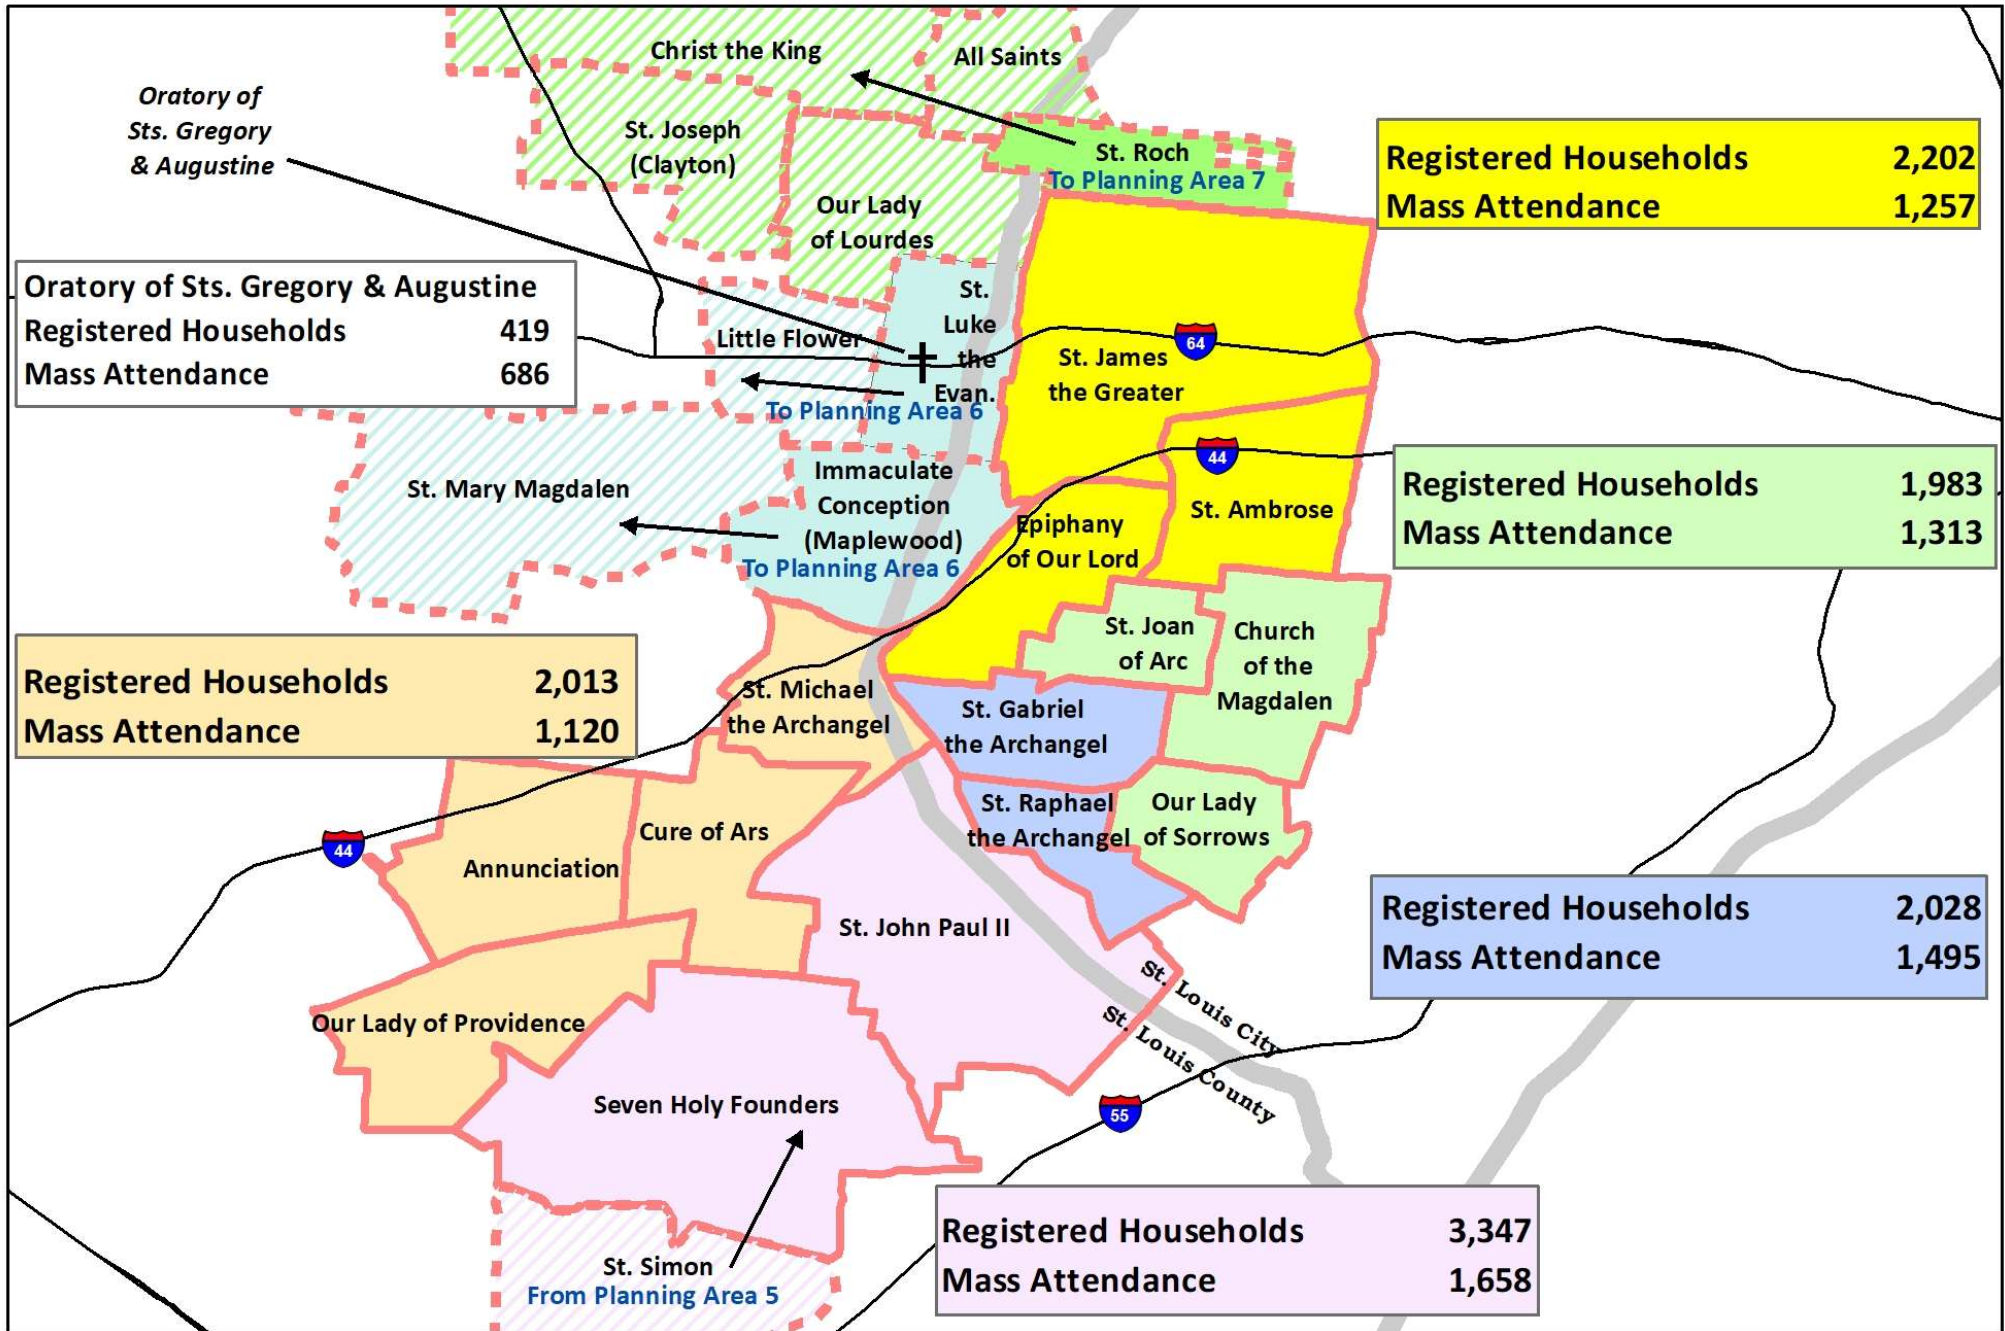 Christ the King
All Saints
Oratory of
Sts. Gregory
& Augustine
St. Joseph
(Clayton)
St. Roch
To Planning Area 7
Registered Households 2,202
Mass Attendance 1,257
Our Lady
of Lourdes
Oratory of Sts. Gregory & Augustine
Registered Households 419
Mass Attendance 686
Little Flower
St.
Luke
the
Evan.
To Planning Area 6
64
St. James
the Greater
44
St. Mary Magdalen
Immaculate
Conception
(Maplewood)
To Planning Area 6
Epiphany
of Our Lord
St. Ambrose
Registered Households 1,983
Mass Attendance 1,313
St. Joan
of Arc
Church
of the
Magdalen
Registered Households 2,013
Mass Attendance 1,120
St. Michael
the Archangel
St. Gabriel
the Archangel
St. Raphael
the Archangel
Our Lady
of Sorrows
44
Annunciation
Cure of Ars
St. John Paul II
Registered Households 2,028
Mass Attendance 1,495
St. Louis City
St. Louis County
Our Lady of Providence
Seven Holy Founders
55
St. Simon
From Planning Area 5
Registered Households 3,347
Mass Attendance 1,658